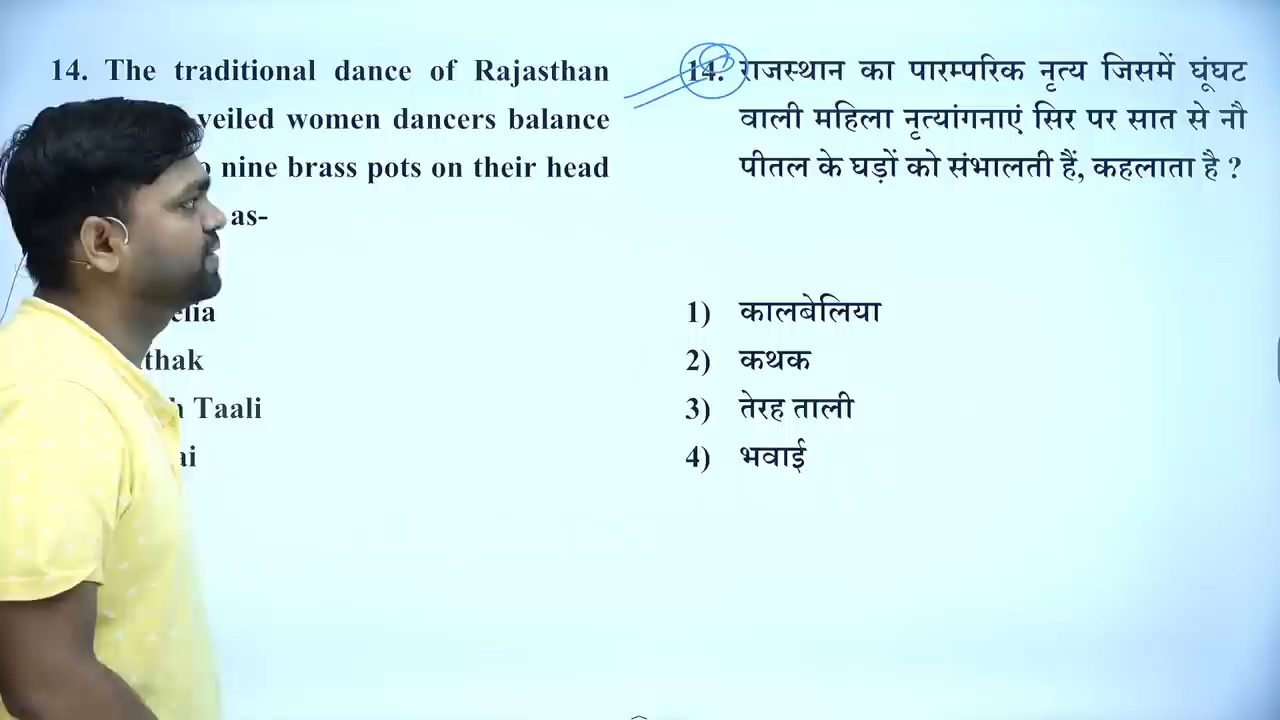 14. The traditional dance of Rajasthan
veiled women dancers balance
nine brass pots on their head
as-
thak
Taali
14. राजस्थान का पारम्परिक नृत्य जिसमें घूंघट
वाली महिला नृत्यांगनाएं सिर पर सात से नौ
पीतल के घड़ों को संभालती हैं, कहलाता है ?
1) कालबेलिया
2) कथक
3) तेरह ताली
4) भवाई